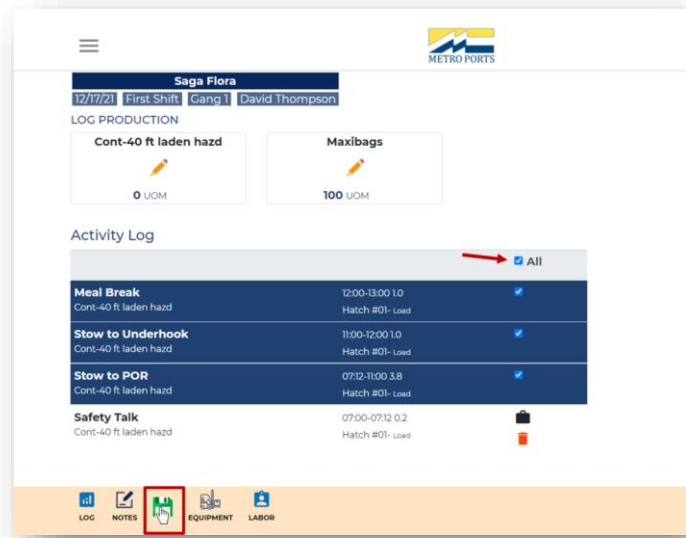 METRO PORTS
Saga Flora
12/17/21 First Shift Gang 1 David Thompson
LOG PRODUCTION
Cont-40 ft laden hazd Maxibags
0 UOM 100 UOM
Activity Log
All
Meal Break 12:00-13:00 1.0
Cont-40 ft laden hazd Hatch #01- Load
Stow to Underhook 11:00-12:00 1.0
Cont-40 ft laden hazd Hatch #01- Load
Stow to POR 07:12-11:00 3.8
Cont-40 ft laden hazd Hatch #01- Load
Safety Talk 07:00-07:12 0.2
Cont-40 ft laden hazd Hatch #01- Load
LOG NOTES EQUIPMENT LABOR